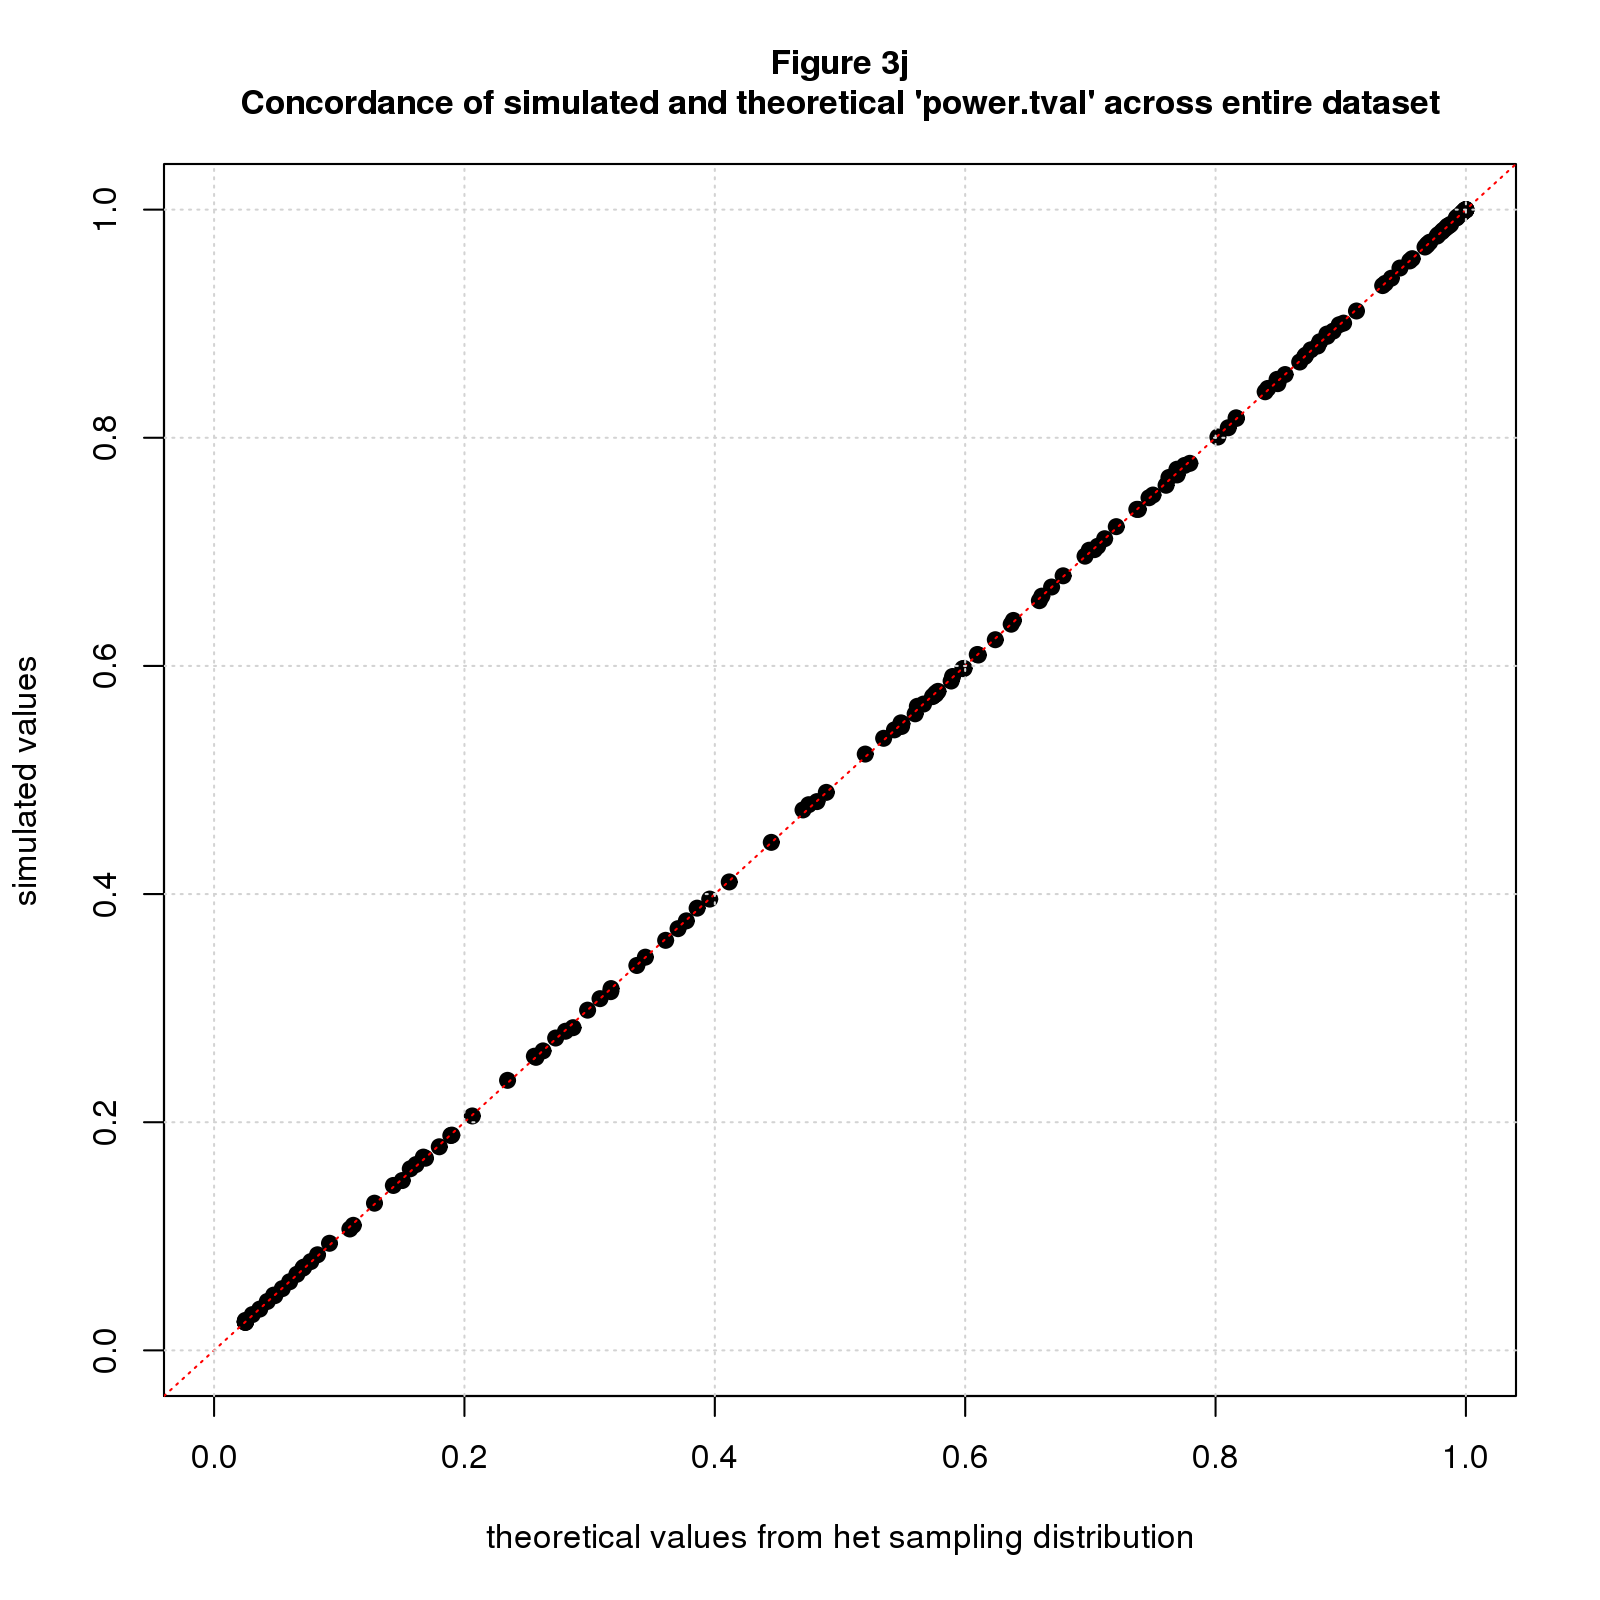 Figure 3j
Concordance of simulated and theoretical 'power.tval' across entire dataset
simulated values
1.0
0.8
0.6
0.4
0.2
0.0
0.0 0.2 0.4 0.6 0.8 1.0
theoretical values from het sampling distribution